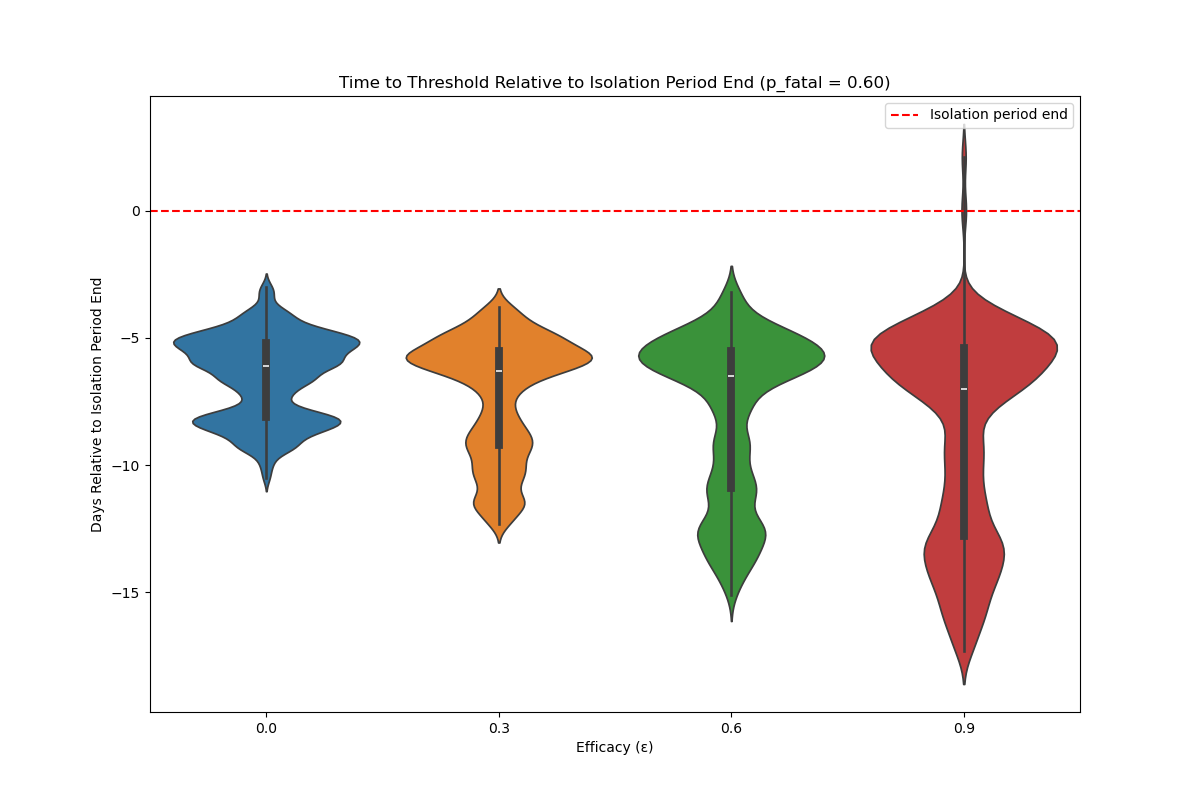 Time to Threshold Relative to Isolation Period End (p_fatal = 0.60)
Isolation period end
Days Relative to Isolation Period End
0
−5
−10
−15
0.0
0.3
0.6
0.9
Efficacy (ε)